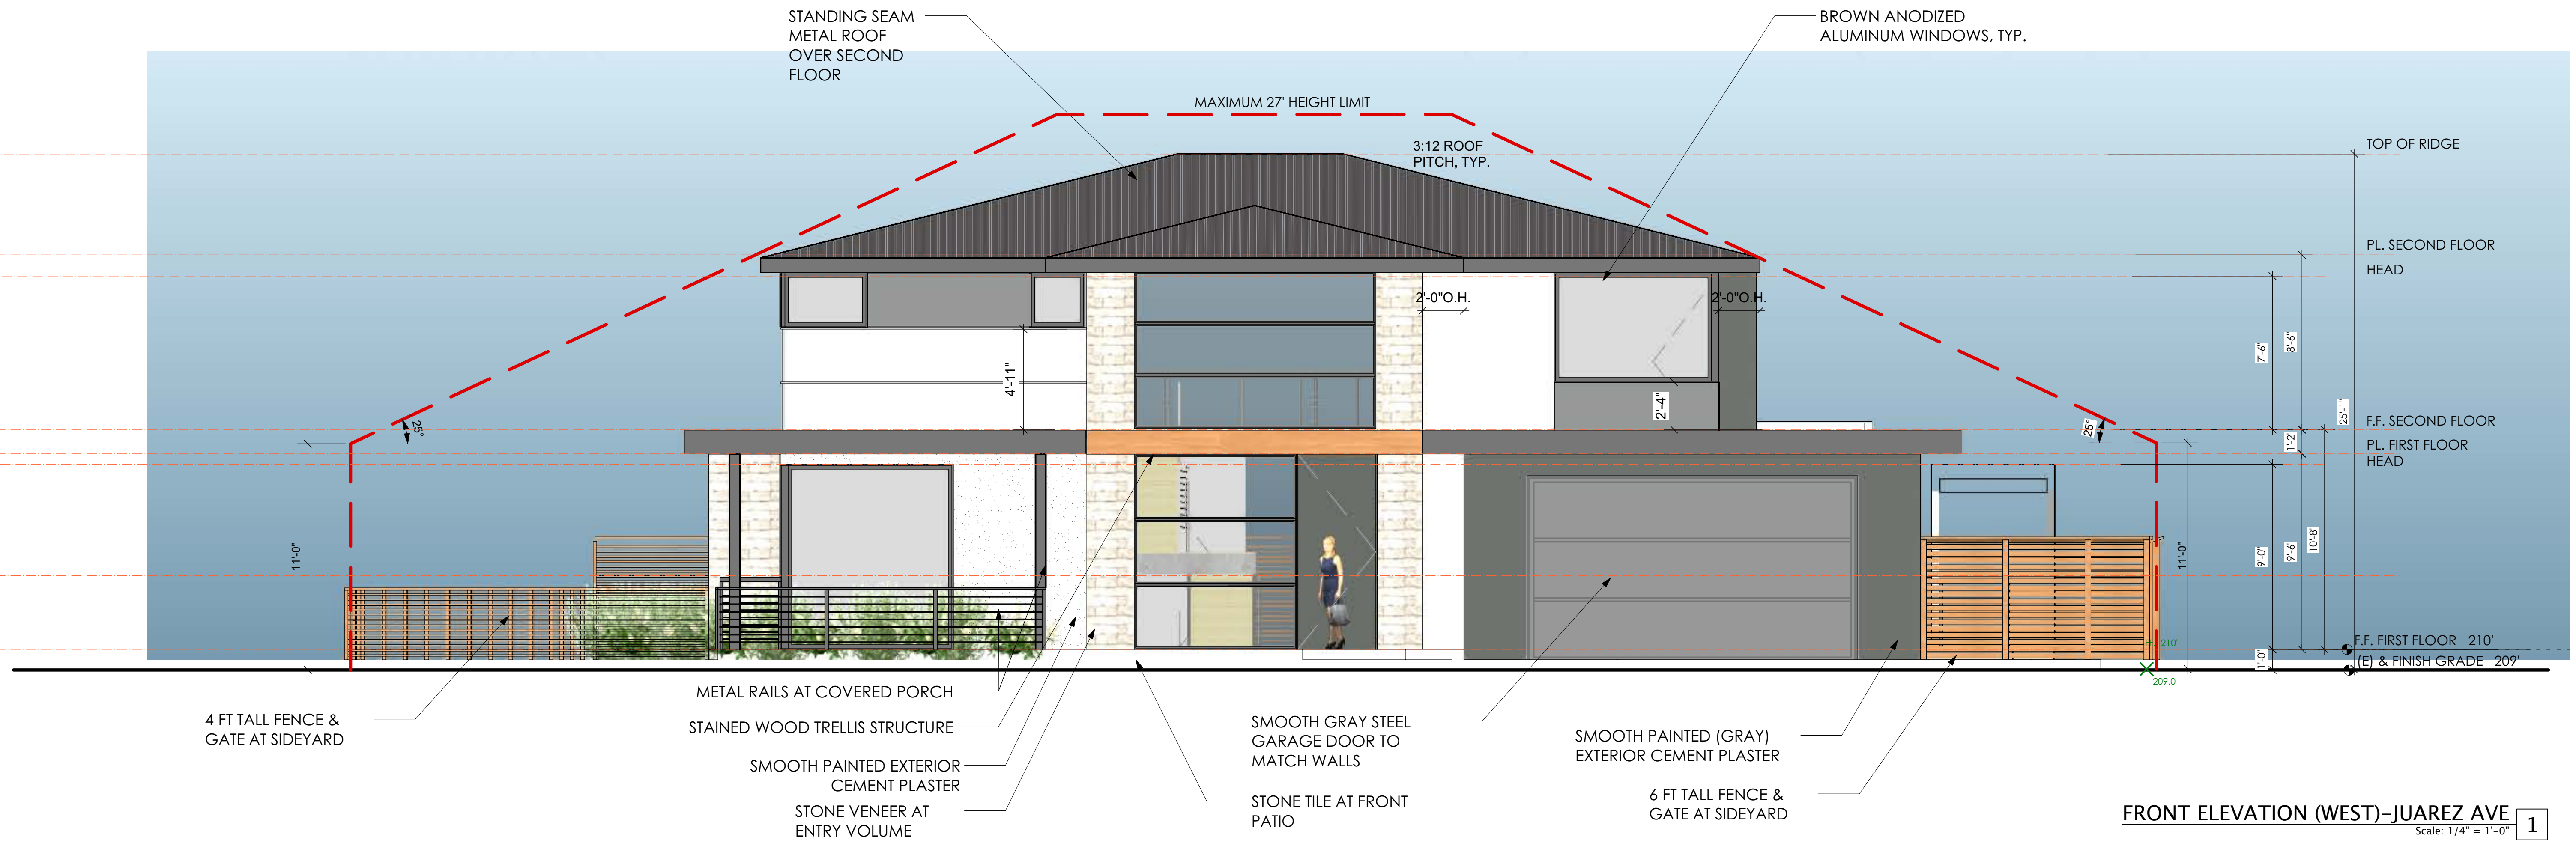 STANDING SEAM
METAL ROOF
OVER SECOND
FLOOR
BROWN ANODIZED
ALUMINUM WINDOWS, TYP.
MAXIMUM 27' HEIGHT LIMIT
3:12 ROOF
PITCH, TYP.
TOP OF RIDGE
PL. SECOND FLOOR
HEAD
2'-0"O.H.
2'-0"O.H.
7'-6"
8'-6"
4'-11"
2'-4"
25'-1"
25°
25°
F.F. SECOND FLOOR
1'-2"
PL. FIRST FLOOR
HEAD
11'-0"
11'-0"
9'-0"
9'-6"
10'-8"
F.F. FIRST FLOOR 210'
1'-0"
(E) & FINISH GRADE 209'
209.0
METAL RAILS AT COVERED PORCH
4 FT TALL FENCE &
GATE AT SIDEYARD
STAINED WOOD TRELLIS STRUCTURE
SMOOTH PAINTED EXTERIOR
CEMENT PLASTER
STONE VENEER AT
ENTRY VOLUME
SMOOTH GRAY STEEL
GARAGE DOOR TO
MATCH WALLS
STONE TILE AT FRONT
PATIO
SMOOTH PAINTED (GRAY)
EXTERIOR CEMENT PLASTER
6 FT TALL FENCE &
GATE AT SIDEYARD
FRONT ELEVATION (WEST)-JUAREZ AVE 1
Scale: 1/4" = 1'-0"